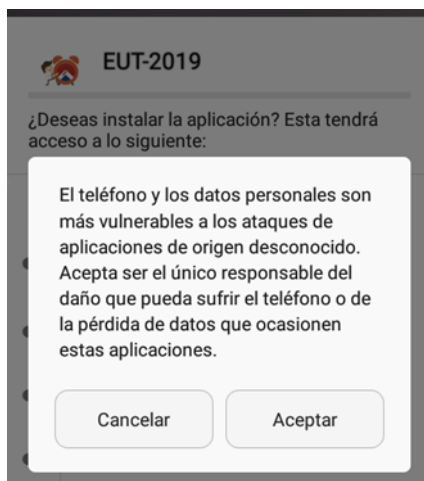 EUT-2019
¿Deseas instalar la aplicación? Esta tendrá
acceso a lo siguiente:
El teléfono y los datos personales son
más vulnerables a los ataques de
aplicaciones de origen desconocido.
Acepta ser el único responsable del
daño que pueda sufrir el teléfono o de
la pérdida de datos que ocasionen
estas aplicaciones.
Cancelar
Aceptar